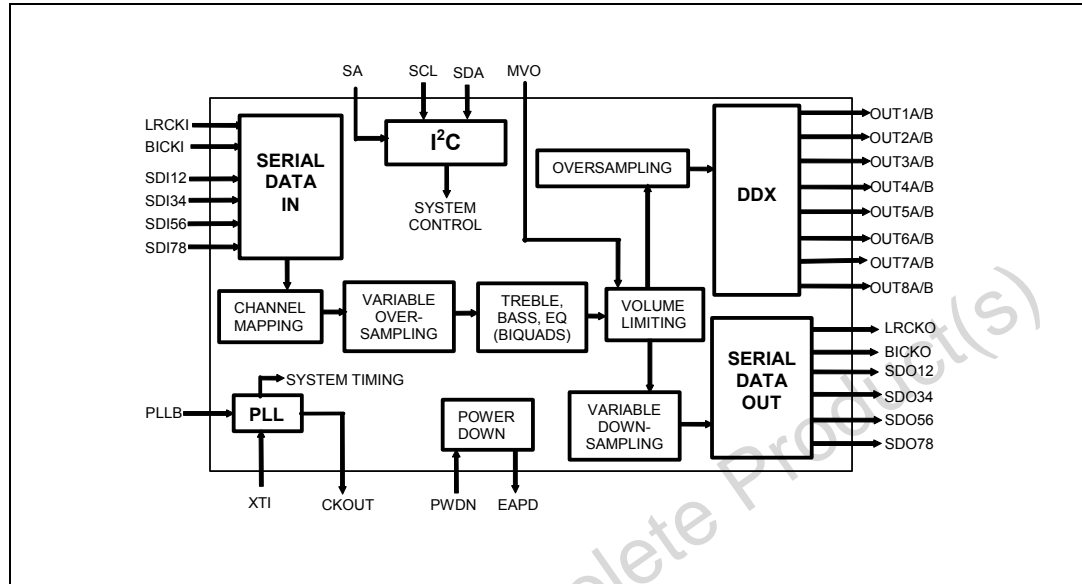 SA
SCL
SDA
MVO
LRCKI
BICKI
SDI12
SDI34
SDI56
SDI78
SERIAL
DATA
IN
I²C
SYSTEM
CONTROL
OVERSAMPLING
DDX
OUT1A/B
OUT2A/B
OUT3A/B
OUT4A/B
OUT5A/B
OUT6A/B
OUT7A/B
OUT8A/B
CHANNEL
MAPPING
VARIABLE
OVER-
SAMPLING
TREBLE,
BASS, EQ
(BIQUADS)
VOLUME
LIMITING
SERIAL
DATA
OUT
LRCKO
BICKO
SDO12
SDO34
SDO56
SDO78
SYSTEM TIMING
PLLB
PLL
POWER
DOWN
VARIABLE
DOWN-
SAMPLING
XTI
CKOUT
PWDN
EAPD
Product(s)